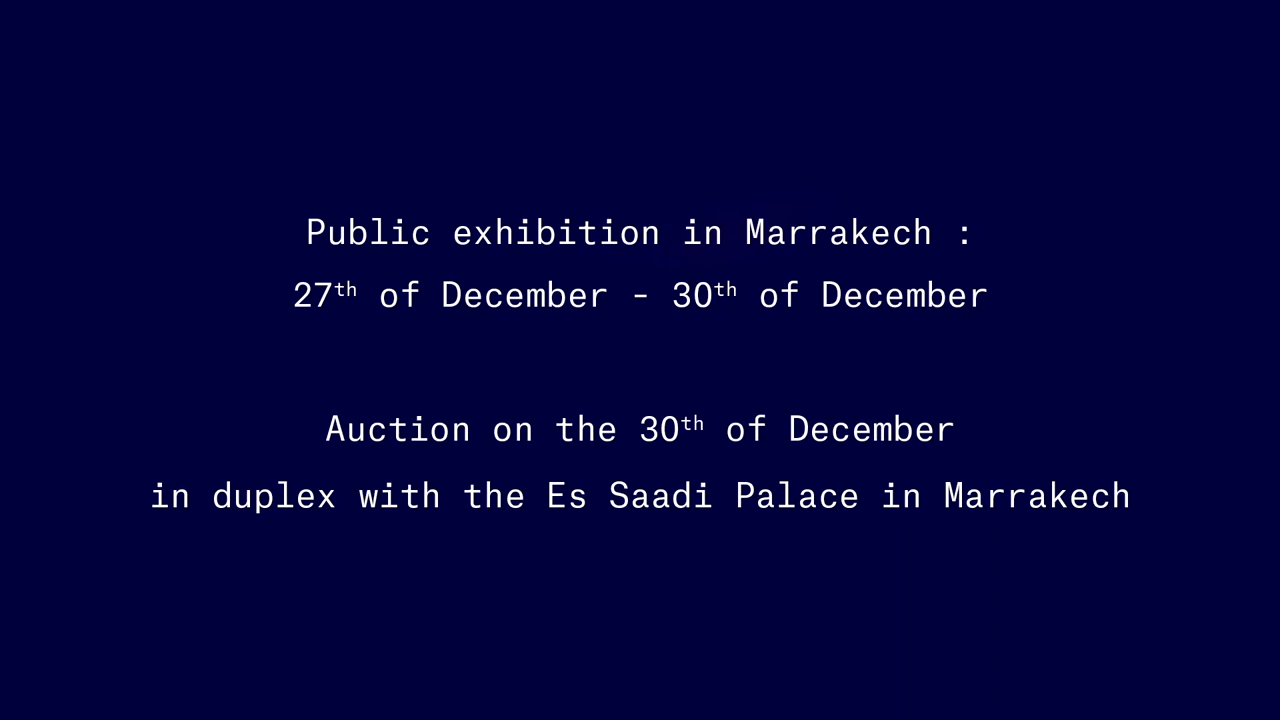 Public exhibition in Marrakech :
27th of December - 30th of December
Auction on the 30th of December
in duplex with the Es Saadi Palace in Marrakech